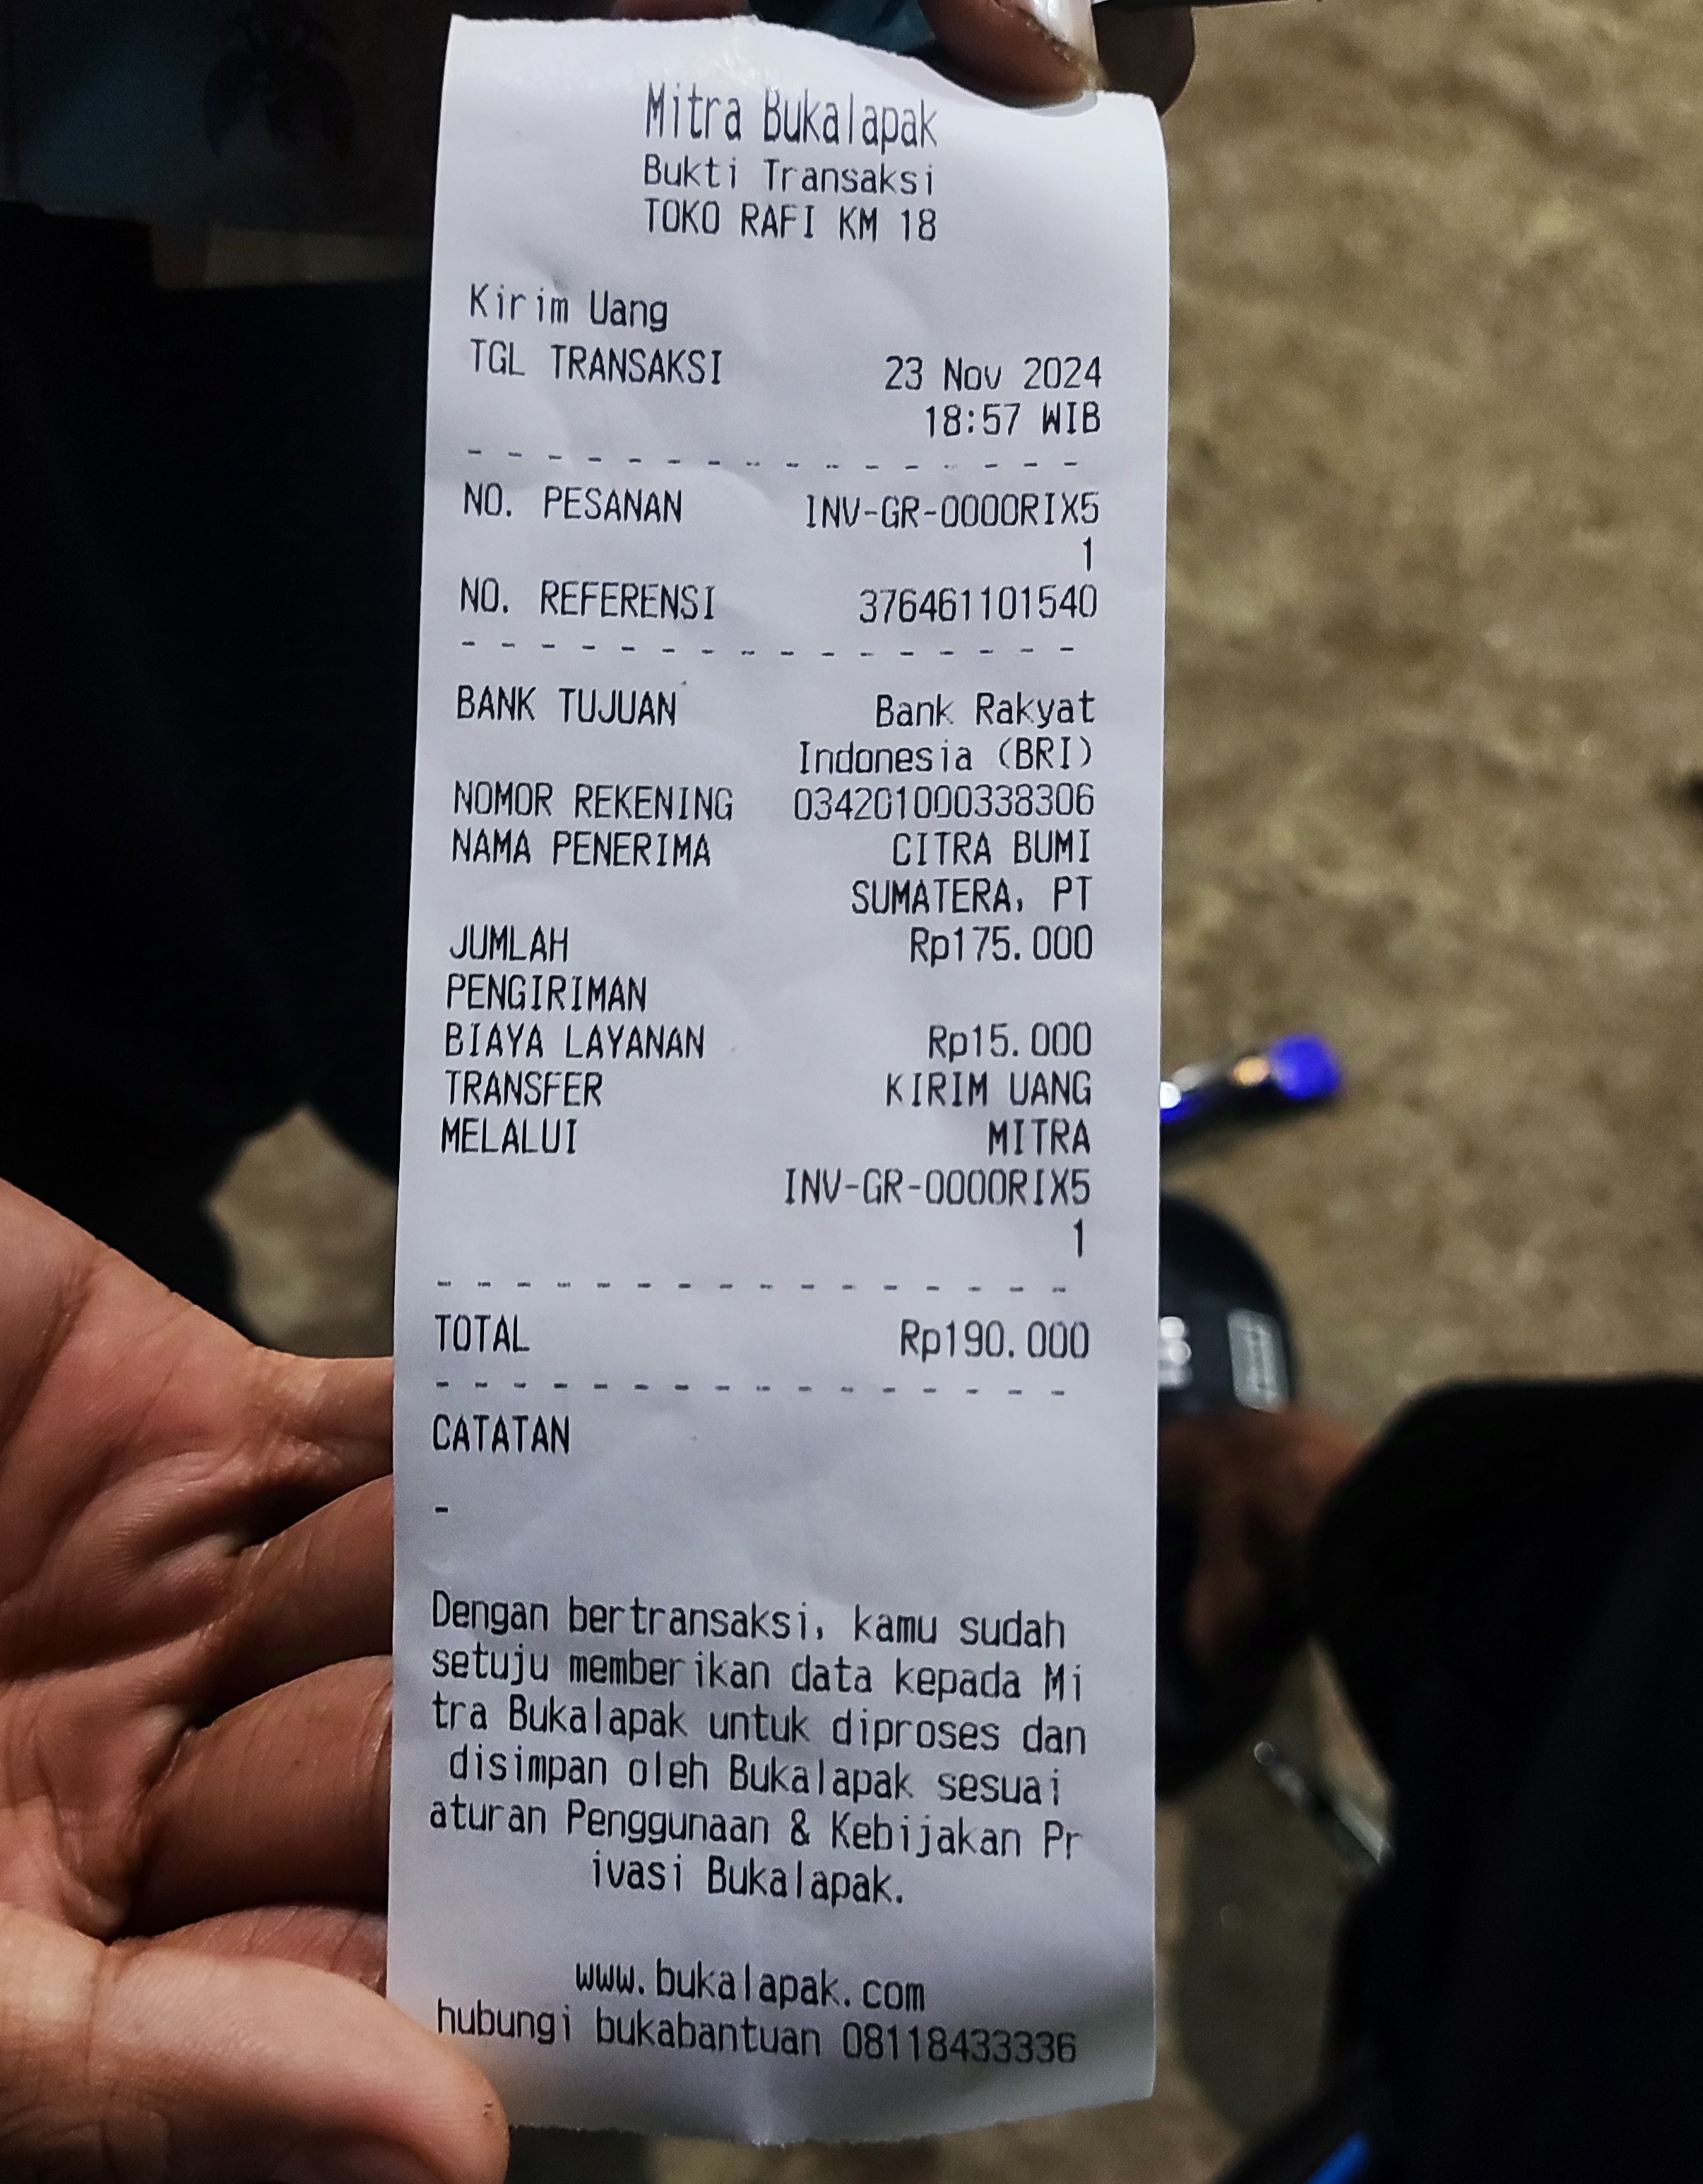 Mitra Bukalapak
Bukti Transaksi
TOKO RAFI KM 18
Kirim Uang
TGL TRANSAKSI 23 Nov 2024
18:57 WIB
- - - - - - - - - - - - - - - -
NO. PESANAN INV-GR-0000RIX5
1
NO. REFERENSI 376461101540
- - - - - - - - - - - - - - - -
BANK TUJUAN Bank Rakyat
Indonesia (BRI)
NOMOR REKENING 034201000338306
NAMA PENERIMA CITRA BUMI
SUMATERA, PT
JUMLAH Rp175.000
PENGIRIMAN
BIAYA LAYANAN Rp15.000
TRANSFER KIRIM UANG
MELALUI MITRA
INV-GR-0000RIX5
1
- - - - - - - - - - - - - - - -
TOTAL Rp190.000
- - - - - - - - - - - - - - - -
CATATAN
-
Dengan bertransaksi, kamu sudah
setuju memberikan data kepada Mi
tra Bukalapak untuk diproses dan
disimpan oleh Bukalapak sesuai
aturan Penggunaan & Kebijakan Pr
ivasi Bukalapak.
www.bukalapak.com
hubungi bukabantuan 08118433336